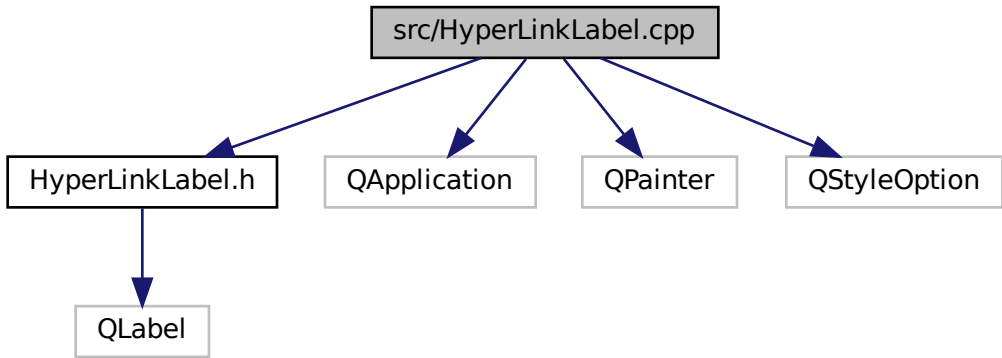 src/HyperLinkLabel.cpp
HyperLinkLabel.h
QApplication
QPainter
QStyleOption
QLabel